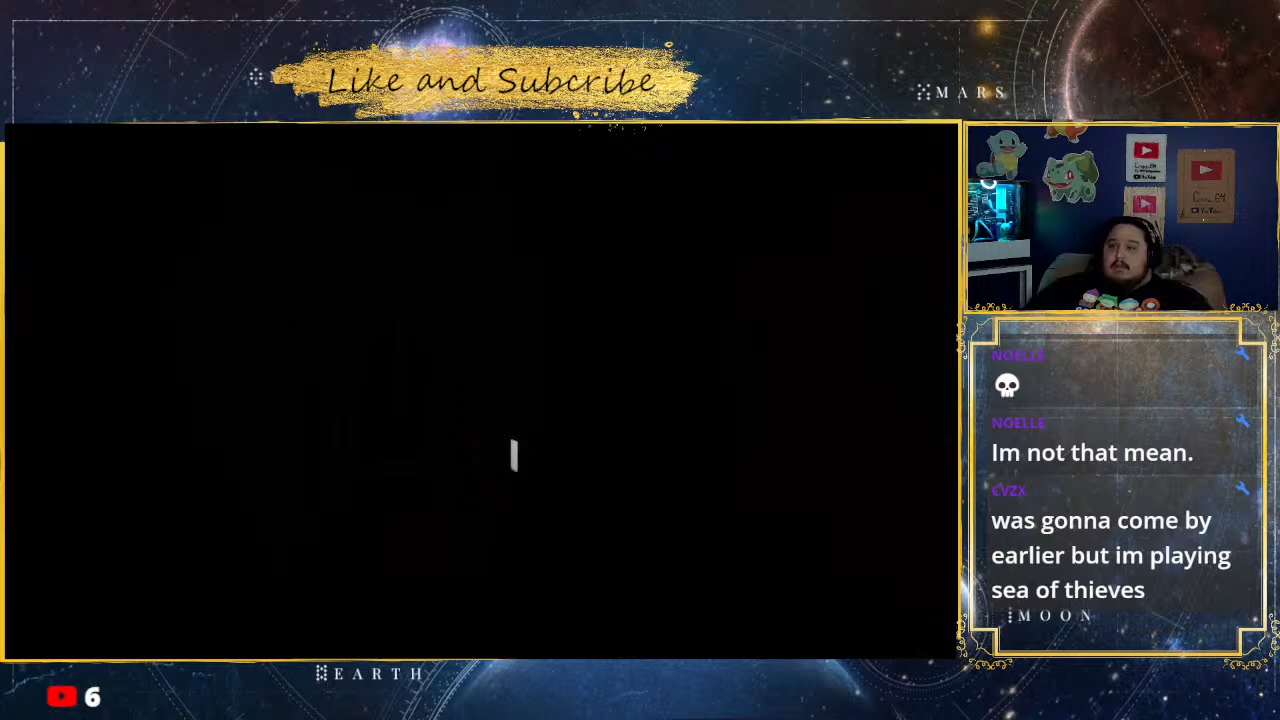 Like and Subcribe
MARS
NOELLE
NOELLE
Im not that mean.
CVZX
was gonna come by
earlier but im playing
sea of thieves
MOON
EARTH
6